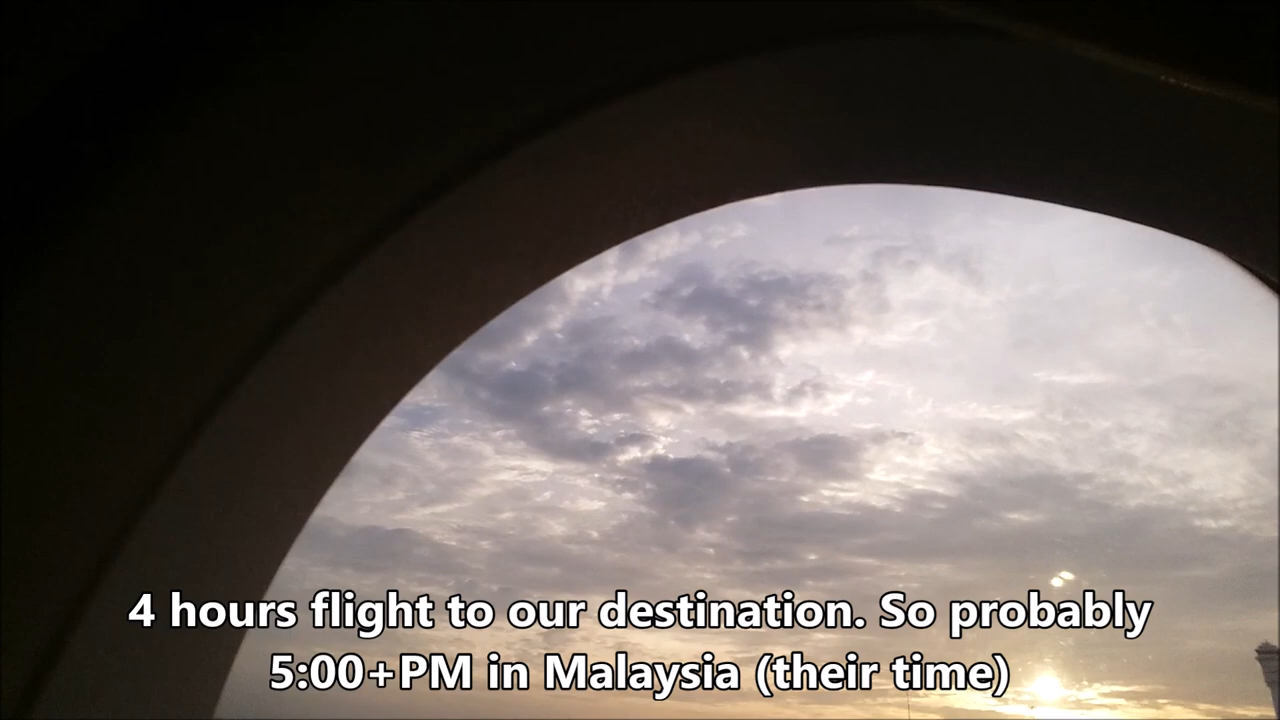 4 hours flight to our destination. So probably
5:00+PM in Malaysia (their time)